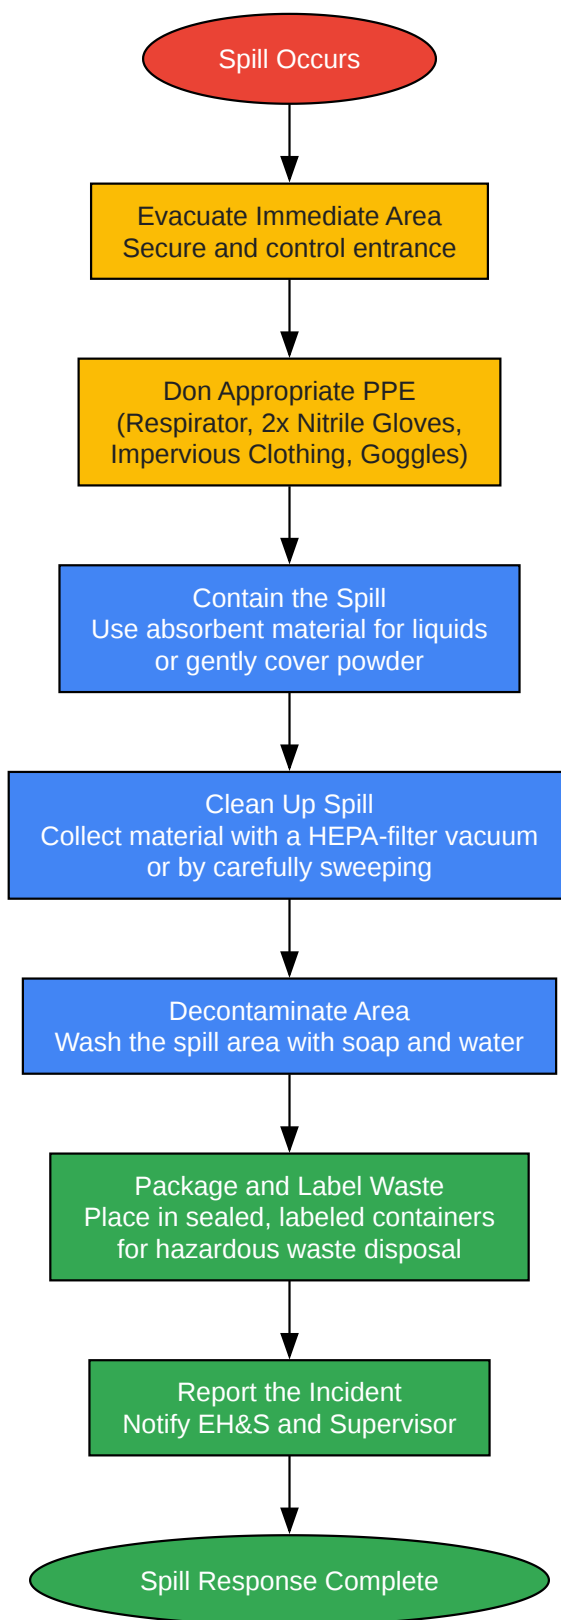 Spill Occurs
Evacuate Immediate Area
Secure and control entrance
Don Appropriate PPE
(Respirator, 2x Nitrile Gloves,
Impervious Clothing, Goggles)
Contain the Spill
Use absorbent material for liquids
or gently cover powder
Clean Up Spill
Collect material with a HEPA-filter vacuum
or by carefully sweeping
Decontaminate Area
Wash the spill area with soap and water
Package and Label Waste
Place in sealed, labeled containers
for hazardous waste disposal
Report the Incident
Notify EH&S and Supervisor
Spill Response Complete